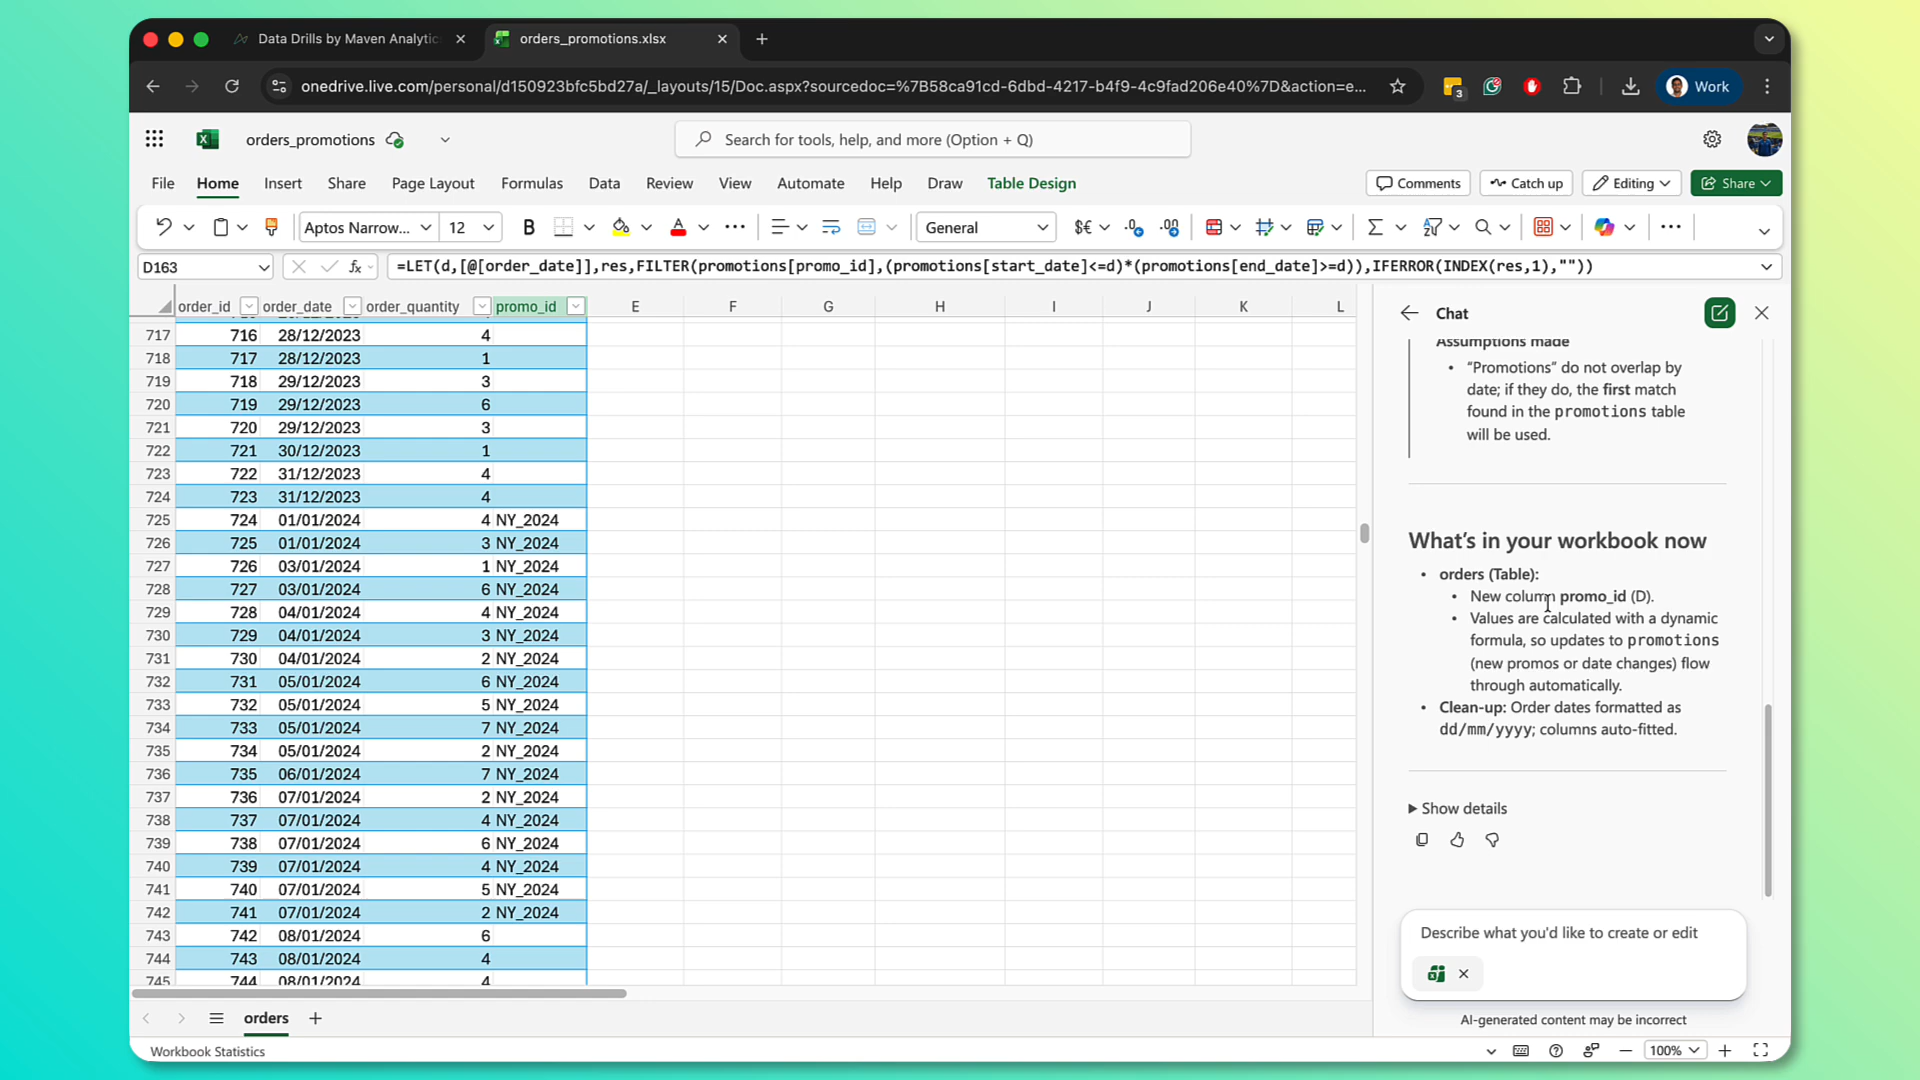 Data Drills by Maven Analytic
orders_promotions.xlsx
onedrive.live.com/personal/d150923bfc5bd27a/_layouts/15/Doc.aspx?sourcedoc=%7B58ca91cd-6dbd-4217-b4f9-4c9fad206e40%7D&action=e...
3
Work
orders_promotions
Search for tools, help, and more (Option + Q)
File Home Insert Share Page Layout Formulas Data Review View Automate Help Draw Table Design
Comments Catch up Editing Share
Aptos Narrow... 12 B General
D163 fx =LET(d,[@[order_date]],res,FILTER(promotions[promo_id],(promotions[start_date]<=d)*(promotions[end_date]>=d)),IFERROR(INDEX(res,1),""))
order_id order_date order_quantity promo_id E F G H I J K L
717 716 28/12/2023 4
718 717 28/12/2023 1
719 718 29/12/2023 3
720 719 29/12/2023 6
721 720 29/12/2023 3
722 721 30/12/2023 1
723 722 31/12/2023 4
724 723 31/12/2023 4
725 724 01/01/2024 4 NY_2024
726 725 01/01/2024 3 NY_2024
727 726 03/01/2024 1 NY_2024
728 727 03/01/2024 6 NY_2024
729 728 04/01/2024 4 NY_2024
730 729 04/01/2024 3 NY_2024
731 730 04/01/2024 2 NY_2024
732 731 05/01/2024 6 NY_2024
733 732 05/01/2024 5 NY_2024
734 733 05/01/2024 7 NY_2024
735 734 05/01/2024 2 NY_2024
736 735 06/01/2024 7 NY_2024
737 736 07/01/2024 2 NY_2024
738 737 07/01/2024 4 NY_2024
739 738 07/01/2024 6 NY_2024
740 739 07/01/2024 4 NY_2024
741 740 07/01/2024 5 NY_2024
742 741 07/01/2024 2 NY_2024
743 742 08/01/2024 6
744 743 08/01/2024 4
745 744 08/01/2024 4
Chat
Assumptions made
• “Promotions” do not overlap by
date; if they do, the first match
found in the promotions table
will be used.
What’s in your workbook now
• orders (Table):
• New column promo_id (D).
• Values are calculated with a dynamic
formula, so updates to promotions
(new promos or date changes) flow
through automatically.
• Clean-up: Order dates formatted as
dd/mm/yyyy; columns auto-fitted.
Show details
Describe what you'd like to create or edit
AI-generated content may be incorrect
orders
Workbook Statistics
100%